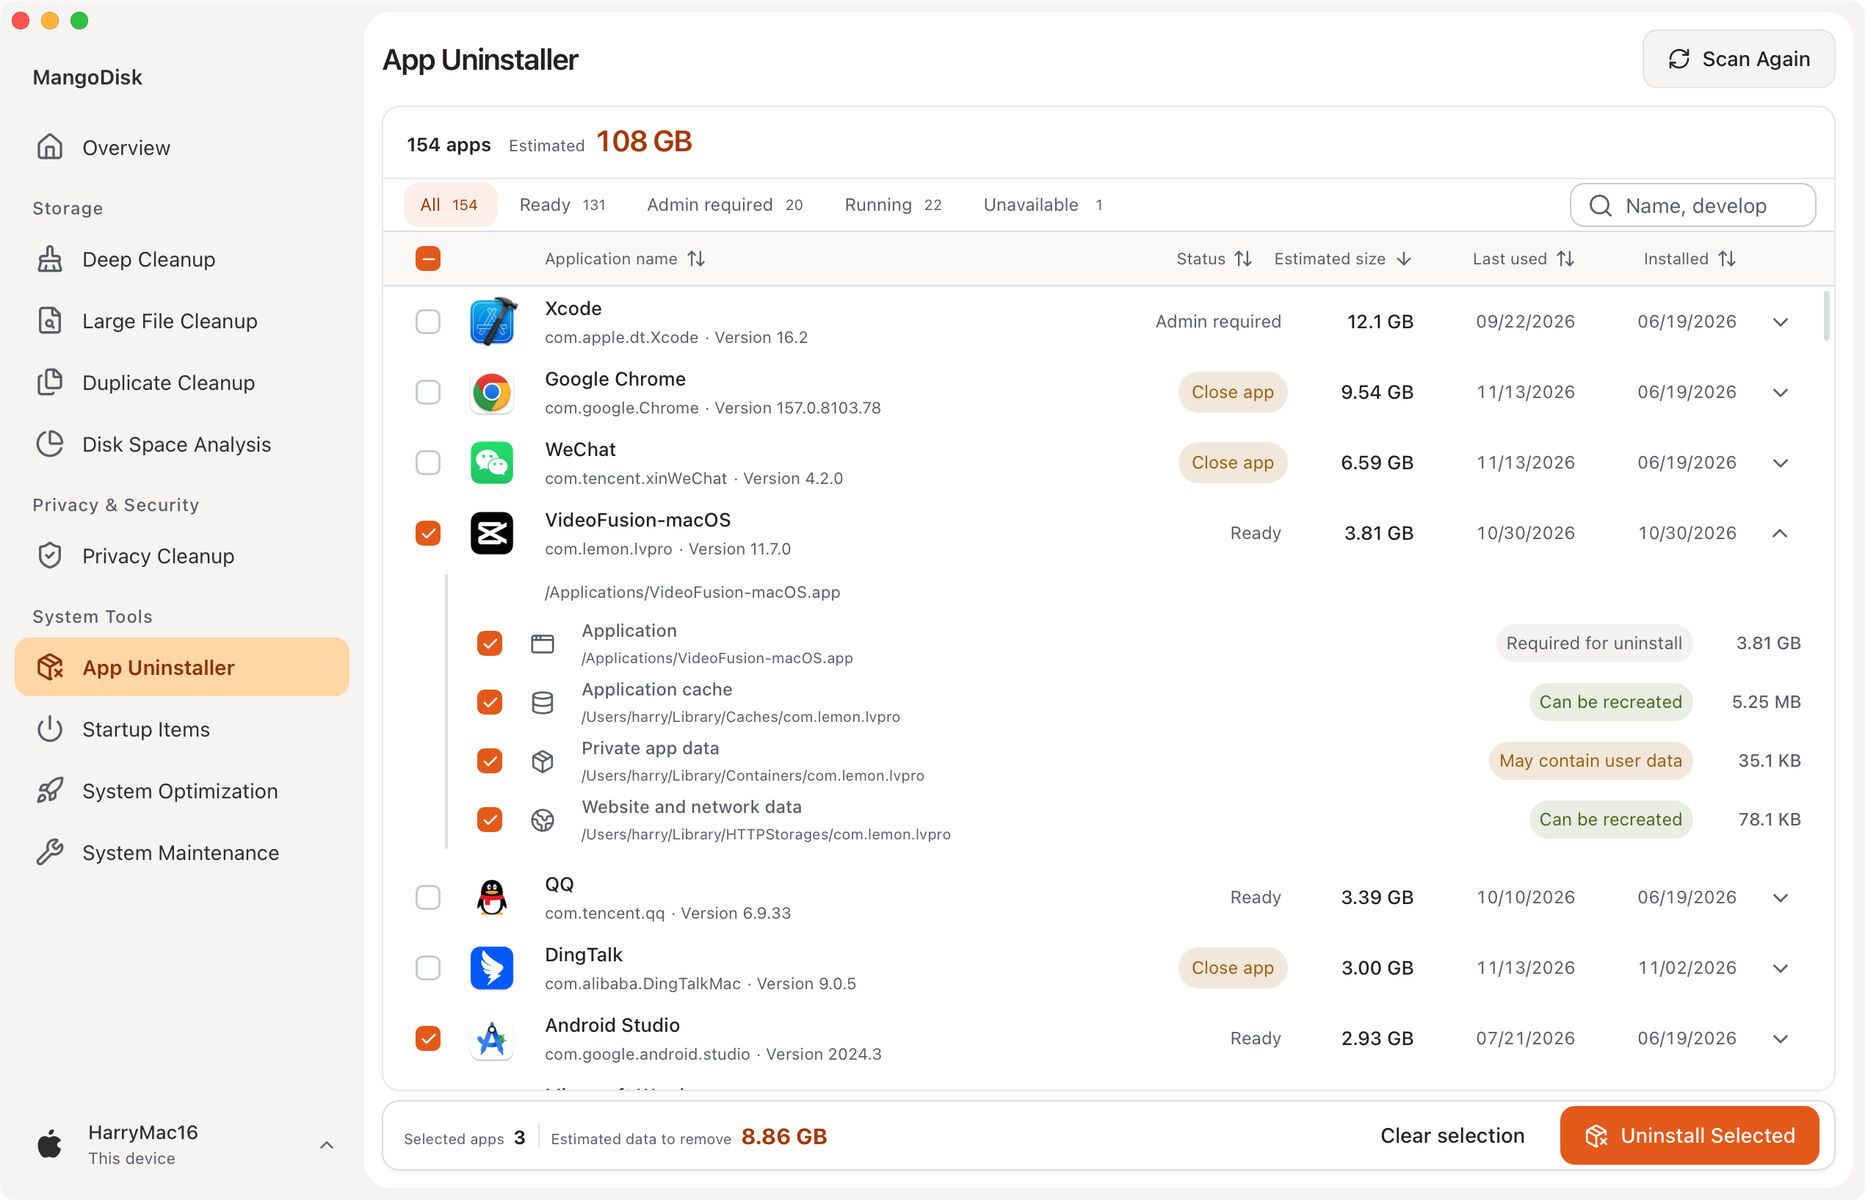 MangoDisk
Overview
Storage
Deep Cleanup
Large File Cleanup
Duplicate Cleanup
Disk Space Analysis
Privacy & Security
Privacy Cleanup
System Tools
App Uninstaller
Startup Items
System Optimization
System Maintenance
HarryMac16
This device
App Uninstaller
Scan Again
154 apps Estimated 108 GB
All 154 Ready 131 Admin required 20 Running 22 Unavailable 1 Name, develop
Application name Status Estimated size Last used Installed
Xcode
com.apple.dt.Xcode · Version 16.2
Admin required 12.1 GB 09/22/2026 06/19/2026
Google Chrome
com.google.Chrome · Version 157.0.8103.78
Close app 9.54 GB 11/13/2026 06/19/2026
WeChat
com.tencent.xinWeChat · Version 4.2.0
Close app 6.59 GB 11/13/2026 06/19/2026
VideoFusion-macOS
com.lemon.lvpro · Version 11.7.0
Ready 3.81 GB 10/30/2026 10/30/2026
/Applications/VideoFusion-macOS.app
Application
/Applications/VideoFusion-macOS.app
Required for uninstall 3.81 GB
Application cache
/Users/harry/Library/Caches/com.lemon.lvpro
Can be recreated 5.25 MB
Private app data
/Users/harry/Library/Containers/com.lemon.lvpro
May contain user data 35.1 KB
Website and network data
/Users/harry/Library/HTTPStorages/com.lemon.lvpro
Can be recreated 78.1 KB
QQ
com.tencent.qq · Version 6.9.33
Ready 3.39 GB 10/10/2026 06/19/2026
DingTalk
com.alibaba.DingTalkMac · Version 9.0.5
Close app 3.00 GB 11/13/2026 11/02/2026
Android Studio
com.google.android.studio · Version 2024.3
Ready 2.93 GB 07/21/2026 06/19/2026
Selected apps 3 Estimated data to remove 8.86 GB
Clear selection
Uninstall Selected